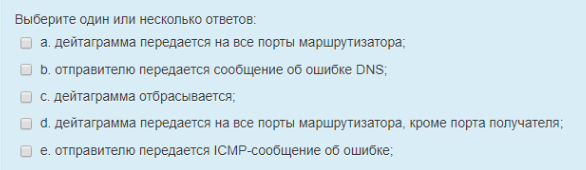 Выберите один или несколько ответов:
a. дейтаграмма передается на все порты маршрутизатора;
b. отправителю передается сообщение об ошибке DNS;
c. дейтаграмма отбрасывается;
d. дейтаграмма передается на все порты маршрутизатора, кроме порта получателя;
e. отправителю передается ICMP-сообщение об ошибке;